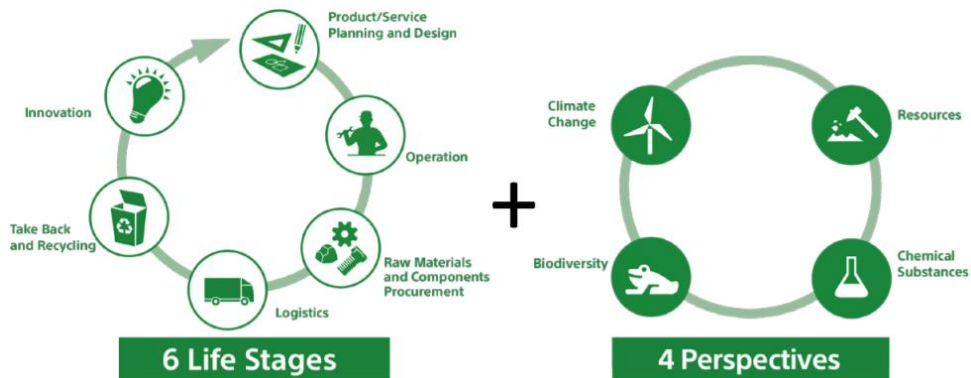 Product/Service
Planning and Design
Innovation
Operation
Take Back
and Recycling
Raw Materials
and Components
Procurement
Logistics
6 Life Stages
+
Climate
Change
Resources
Biodiversity
Chemical
Substances
4 Perspectives